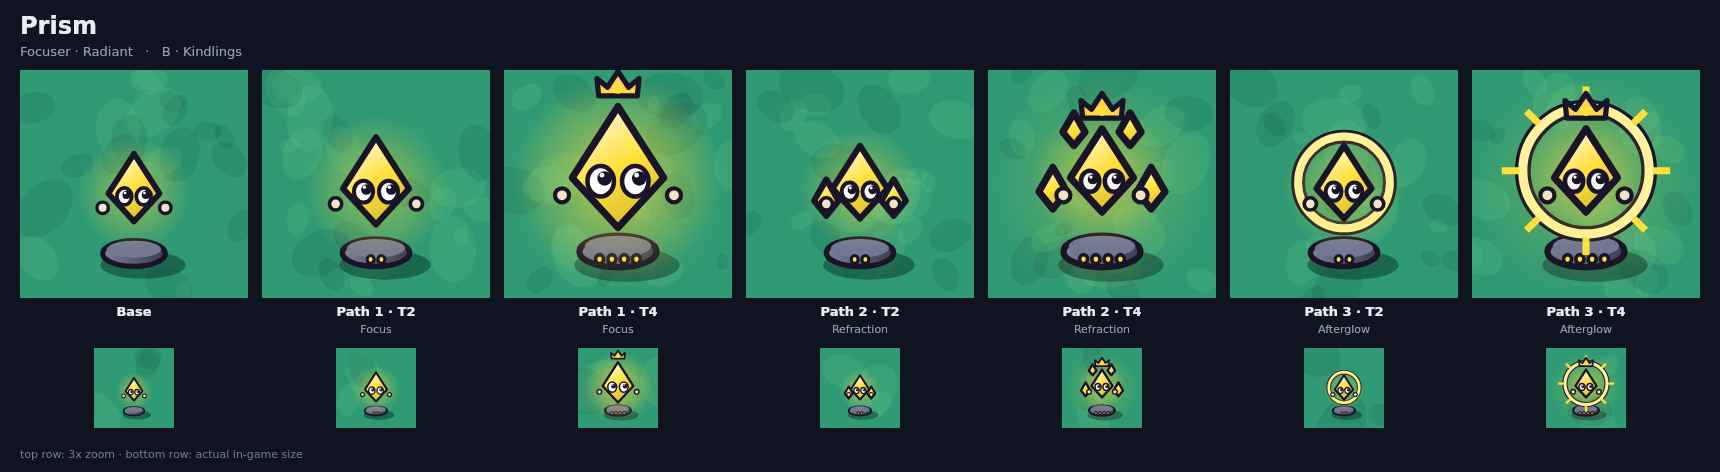 Prism
Focuser · Radiant · B · Kindlings
Base
Path 1 · T2
Path 1 · T4
Path 2 · T2
Path 2 · T4
Path 3 · T2
Path 3 · T4
Focus
Focus
Refraction
Refraction
Afterglow
Afterglow
top row: 3x zoom · bottom row: actual in-game size